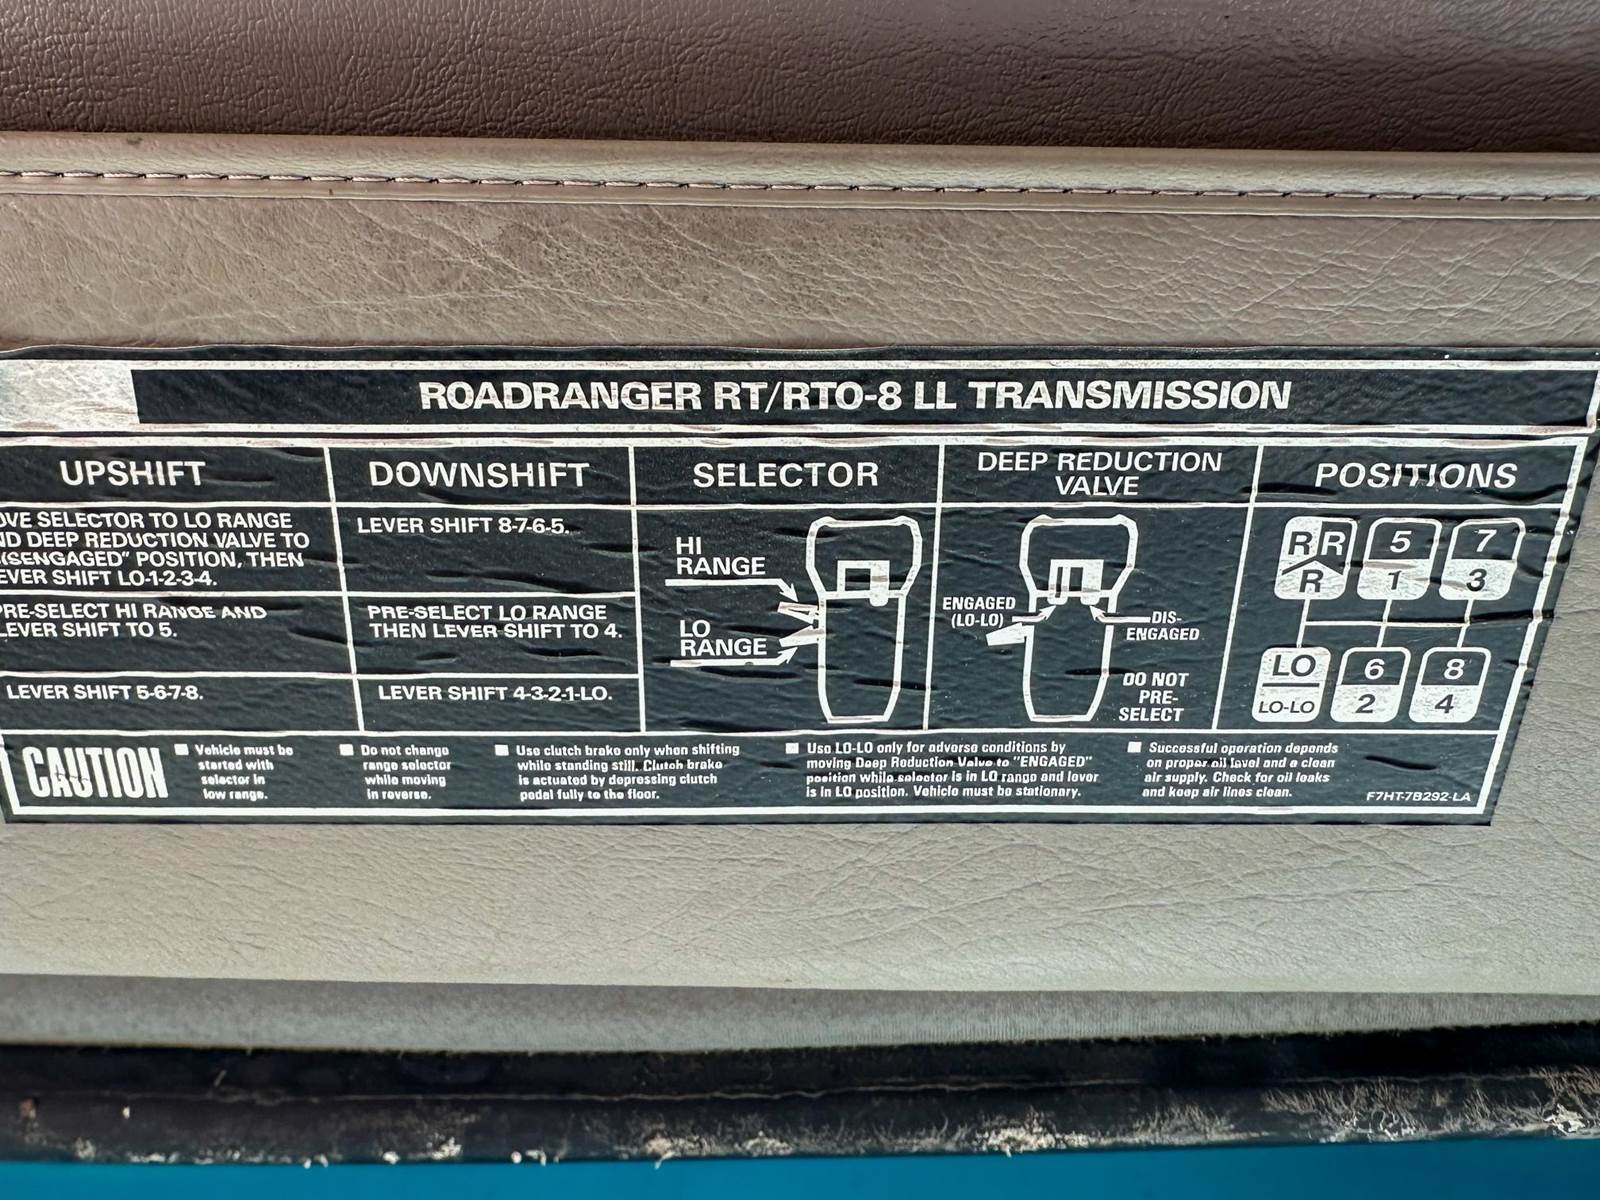 ROADRANGER RT/RTO-8 LL TRANSMISSION
UPSHIFT
OVE SELECTOR TO LO RANGE
ND DEEP REDUCTION VALVE TO
ISENGAGED" POSITION, THEN
EVER SHIFT LO-1-2-3-4.
PRE-SELECT HI RANGE AND
LEVER SHIFT TO 5.
LEVER SHIFT 5-6-7-8.
DOWNSHIFT
LEVER SHIFT 8-7-6-5.
PRE-SELECT LO RANGE
THEN LEVER SHIFT TO 4.
LEVER SHIFT 4-3-2-1-LO.
SELECTOR
HI
RANGE
LO
RANGE
DEEP REDUCTION
VALVE
ENGAGED
(LO-LO)
DIS-
ENGAGED
DO NOT
PRE-
SELECT
POSITIONS
R R 5 7
R 1 3
LO 6 8
LO-LO 2 4
CAUTION
Vehicle must be
started with
selector in
low range.
Do not change
range selector
while moving
in reverse.
Use clutch brake only when shifting
while standing still. Clutch brake
is actuated by depressing clutch
pedal fully to the floor.
Use LO-LO only for adverse conditions by
moving Deep Reduction Valve to "ENGAGED"
position while selector is in LO range and lever
is in LO position. Vehicle must be stationary.
Successful operation depends
on proper oil level and a clean
air supply. Check for oil leaks
and keep air lines clean.
F7HT-7B292-LA